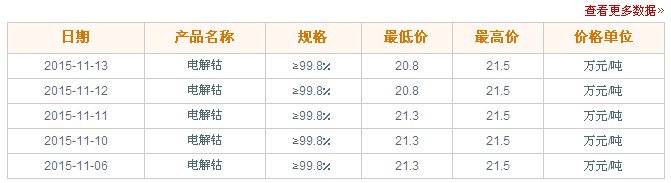 查看更多数据»
日期 产品名称 规格 最低价 最高价 价格单位
2015-11-13 电解钴 ≥99.8% 20.8 21.5 万元/吨
2015-11-12 电解钴 ≥99.8% 20.8 21.5 万元/吨
2015-11-11 电解钴 ≥99.8% 21.3 21.5 万元/吨
2015-11-10 电解钴 ≥99.8% 21.3 21.5 万元/吨
2015-11-06 电解钴 ≥99.8% 21.3 21.5 万元/吨